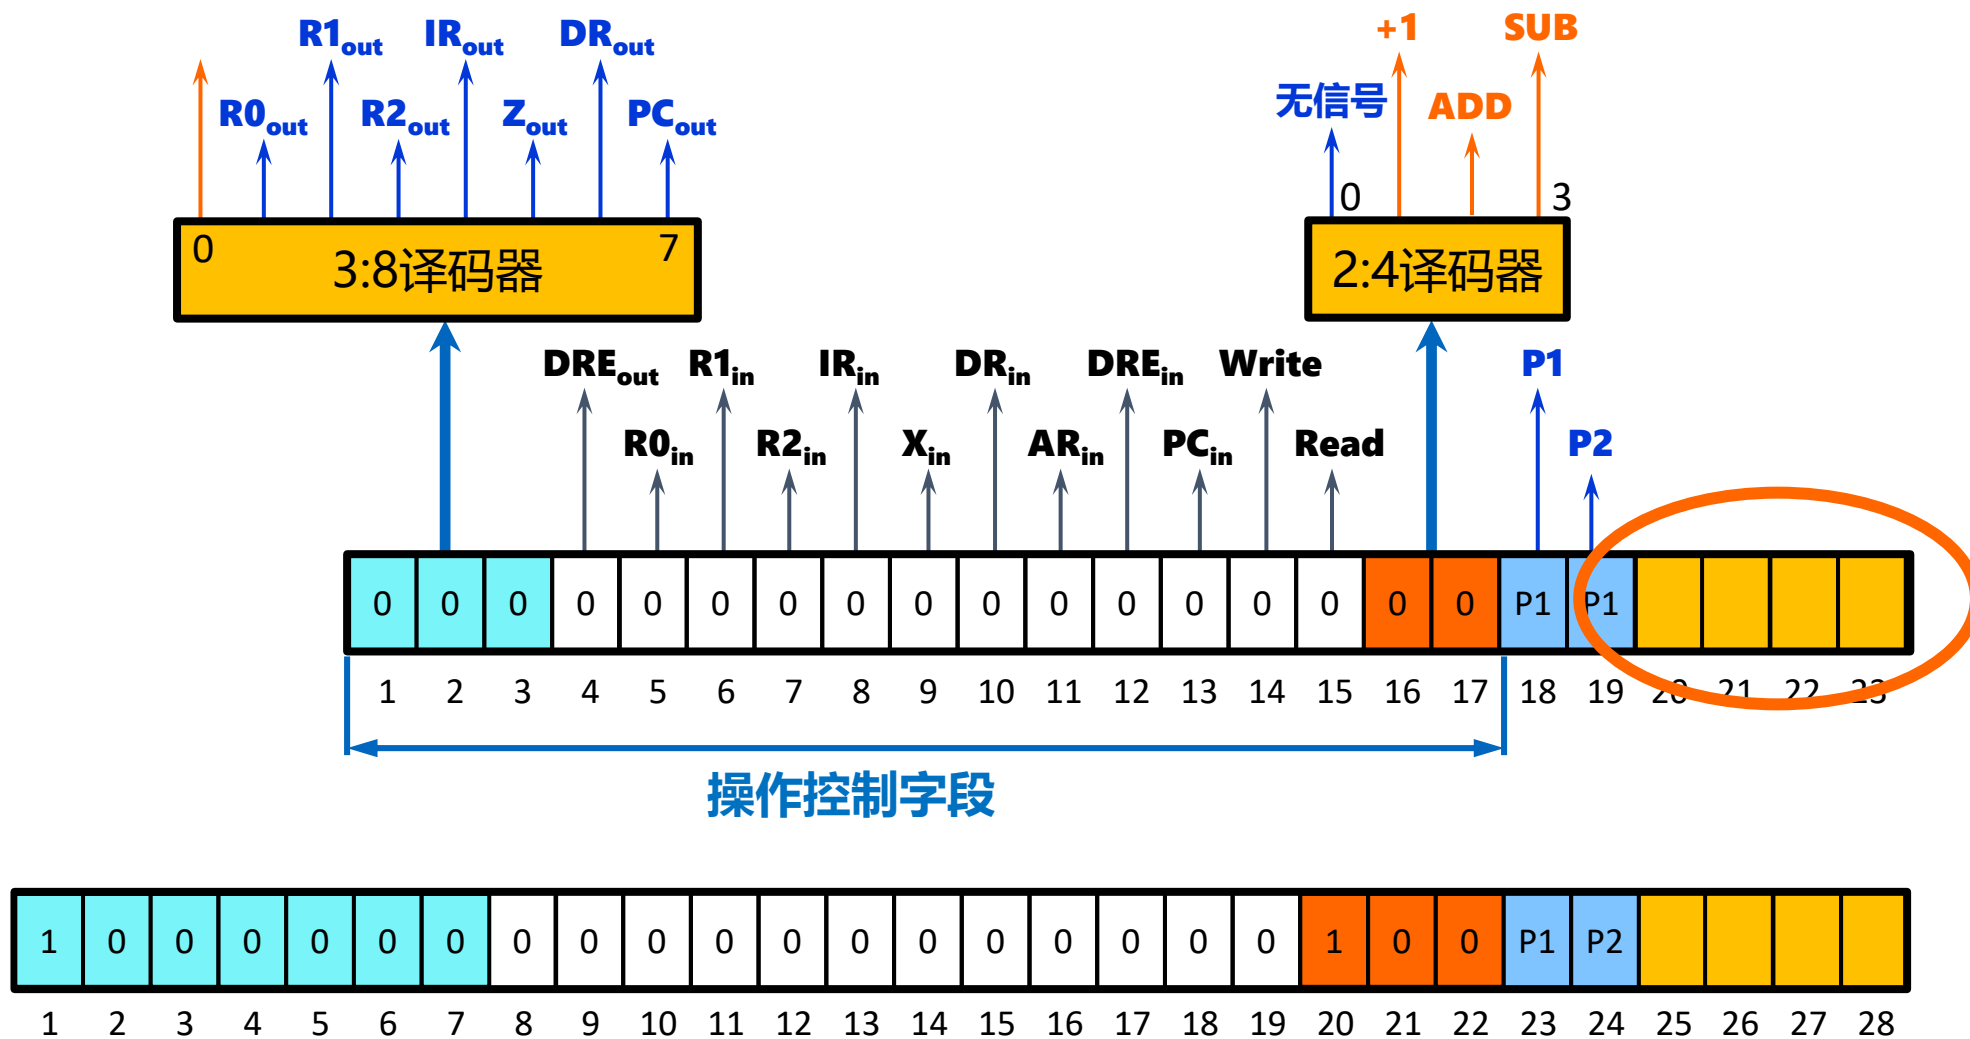 R1out IRout DRout +1 SUB
R0out R2out Zout PCout 无信号 ADD
0 3
0 7
3:8译码器 2:4译码器
DREout R1in IRin DRin DREin Write P1
R0in R2in Xin ARin PCin Read P2
0 0 0 0 0 0 0 0 0 0 0 0 0 0 0 0 0 P1 P1
1 2 3 4 5 6 7 8 9 10 11 12 13 14 15 16 17 18 19 20 21 22 23
操作控制字段
1 0 0 0 0 0 0 0 0 0 0 0 0 0 0 0 0 0 0 1 0 0 P1 P2
1 2 3 4 5 6 7 8 9 10 11 12 13 14 15 16 17 18 19 20 21 22 23 24 25 26 27 28